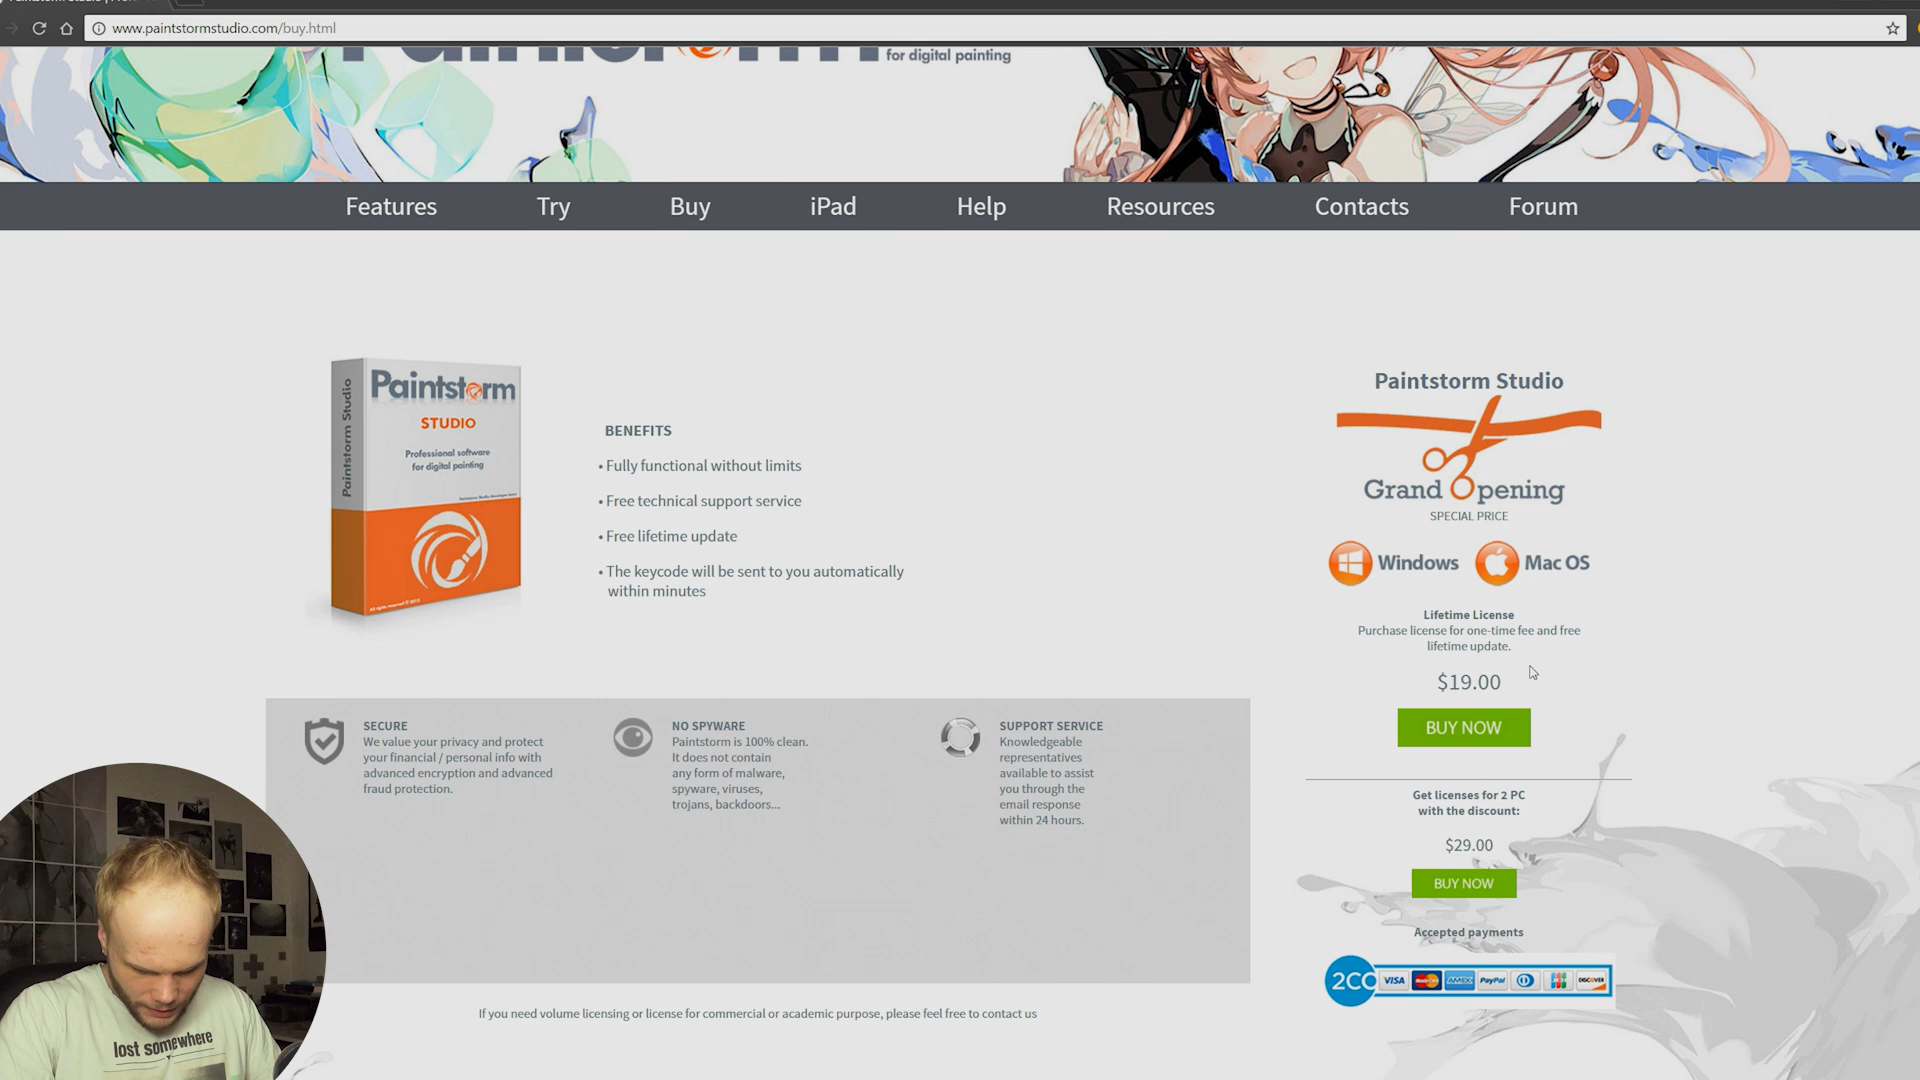 www.paintstormstudio.com/buy.html
for digital painting
Features Try Buy iPad Help Resources Contacts Forum
Paintstorm Studio
Paintstorm
STUDIO
Professional software
for digital painting
BENEFITS
• Fully functional without limits
• Free technical support service
• Free lifetime update
• The keycode will be sent to you automatically
within minutes
Paintstorm Studio
Grand Opening
SPECIAL PRICE
Windows Mac OS
Lifetime License
Purchase license for one-time fee and free
lifetime update.
$19.00
BUY NOW
Get licenses for 2 PC
with the discount:
$29.00
BUY NOW
Accepted payments
2CO VISA MasterCard AMEX PayPal JCB DISCOVER
SECURE
We value your privacy and protect
your financial / personal info with
advanced encryption and advanced
fraud protection.
NO SPYWARE
Paintstorm is 100% clean.
It does not contain
any form of malware,
spyware, viruses,
trojans, backdoors...
SUPPORT SERVICE
Knowledgeable
representatives
available to assist
you through the
email response
within 24 hours.
If you need volume licensing or license for commercial or academic purpose, please feel free to contact us
lost somewhere